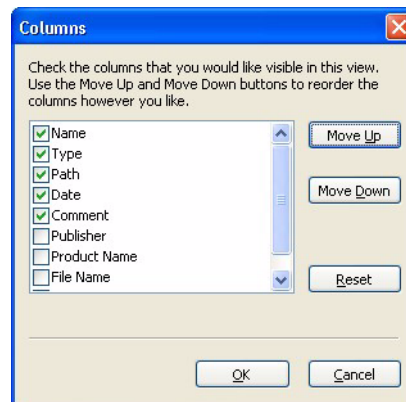 Columns
Check the columns that you would like visible in this view.
Use the Move Up and Move Down buttons to reorder the
columns however you like.
Name
Type
Path
Date
Comment
Publisher
Product Name
File Name
Move Up
Move Down
Reset
OK
Cancel